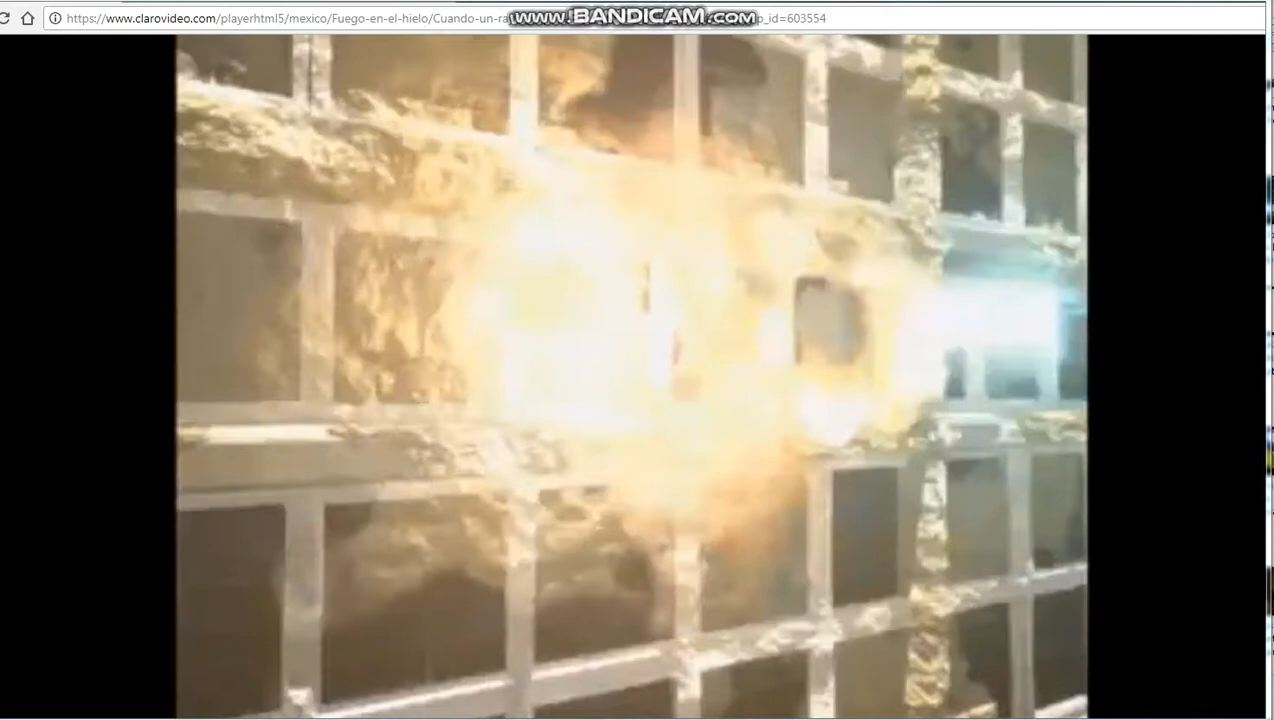 https://www.clarovideo.com/playerhtml5/mexico/Fuego-en-el-hielo/Cuando-un-ra
www.BANDICAM.com
p_id=603554